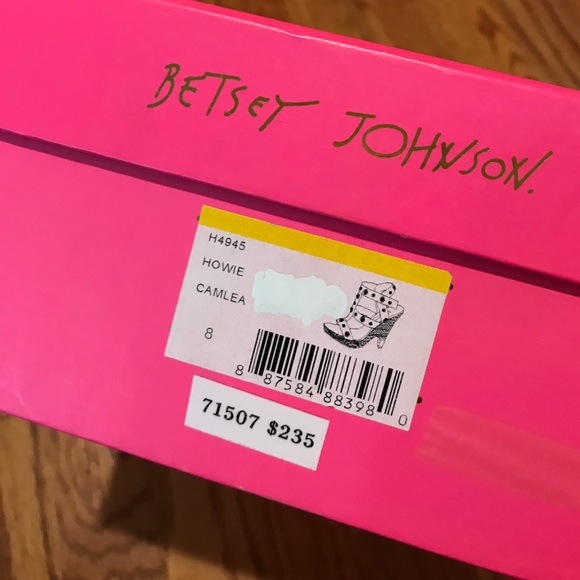 BETSEY JOHNSON.
H4945
HOWIE
CAMLEA
8
8 87584 88398 0
71507 $235